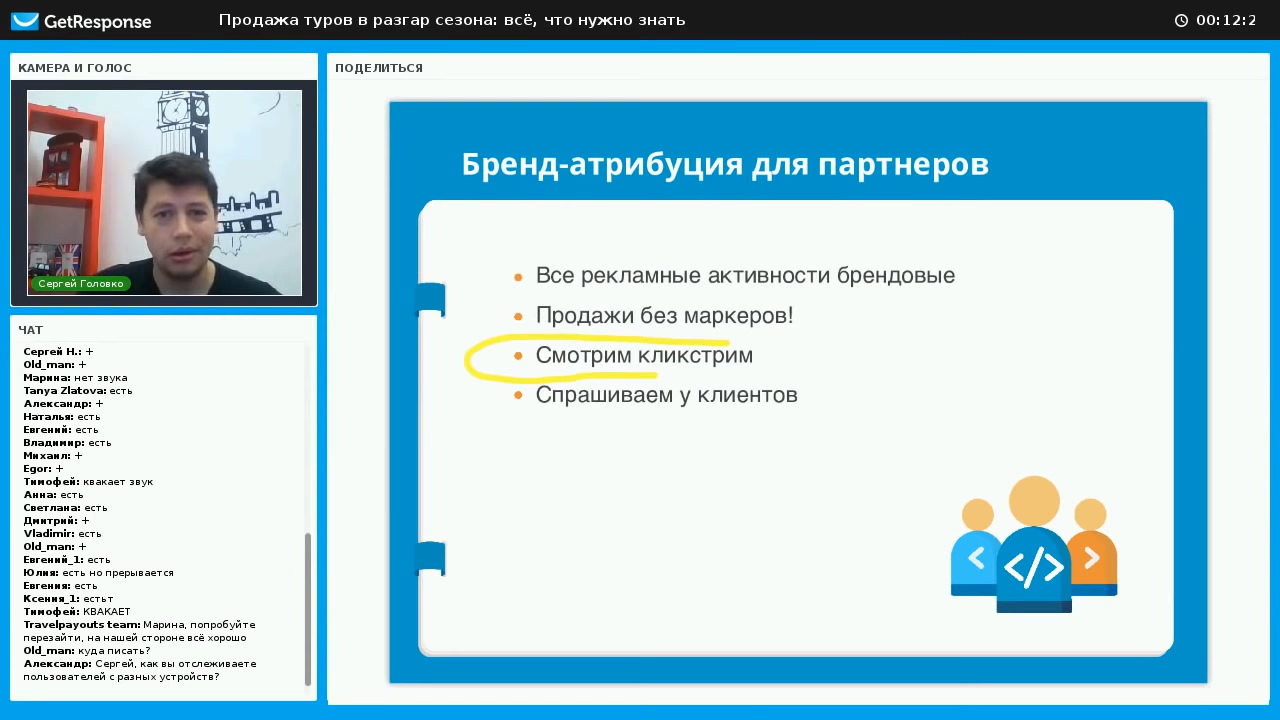 GetResponse
Продажа туров в разгар сезона: всё, что нужно знать
00:12:2
КАМЕРА И ГОЛОС
Сергей Головко
ЧАТ
Сергей Н.: +
Old_man: +
Марина: нет звука
Tanya Zlatova: есть
Александр: +
Наталья: есть
Евгений: есть
Владимир: есть
Михаил: +
Egor: +
Тимофей: квакает звук
Анна: есть
Светлана: есть
Дмитрий: +
Vladimir: есть
Old_man: +
Евгений_1: есть
Юлия: есть но прерывается
Евгения: есть
Ксения_1: естьт
Тимофей: КВАКАЕТ
Travelpayouts team: Марина, попробуйте
перезайти, на нашей стороне всё хорошо
Old_man: куда писать?
Александр: Сергей, как вы отслеживаете
пользователей с разных устройств?
ПОДЕЛИТЬСЯ
Бренд-атрибуция для партнеров
• Все рекламные активности брендовые
• Продажи без маркеров!
• Смотрим кликстрим
• Спрашиваем у клиентов
< </> >